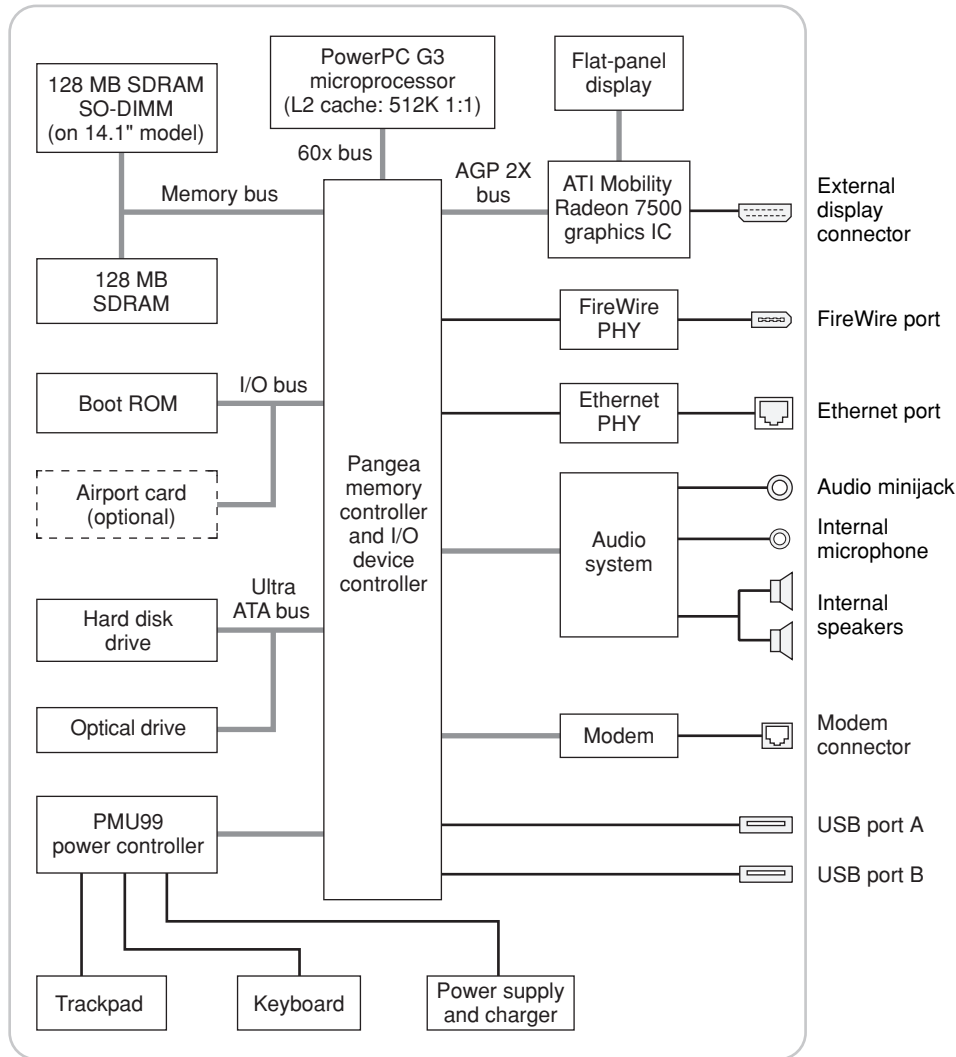 PowerPC G3
microprocessor
(L2 cache: 512K 1:1)
Flat-panel
display
128 MB SDRAM
SO-DIMM
(on 14.1" model)
60x bus
AGP 2X
bus
Memory bus
ATI Mobility
Radeon 7500
graphics IC
External
display
connector
128 MB
SDRAM
FireWire
PHY
FireWire port
I/O bus
Boot ROM
Ethernet
PHY
Ethernet port
Airport card
(optional)
Pangea
memory
controller
and I/O
device
controller
Audio
system
Audio minijack
Internal
microphone
Internal
speakers
Ultra
ATA bus
Hard disk
drive
Optical drive
Modem
Modem
connector
PMU99
power controller
USB port A
USB port B
Trackpad
Keyboard
Power supply
and charger